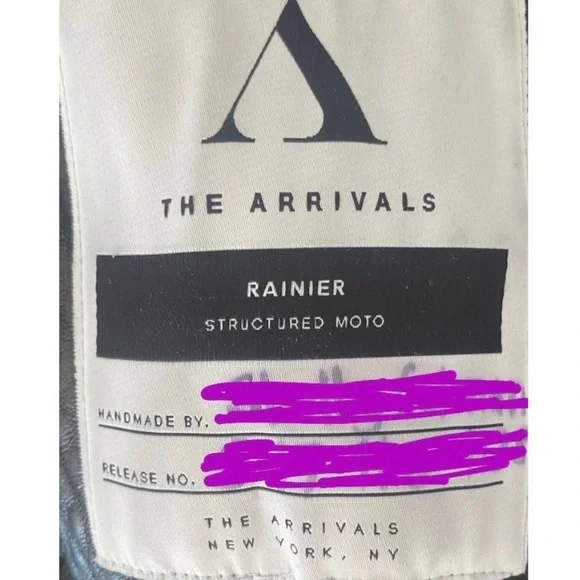 THE ARRIVALS
RAINIER
STRUCTURED MOTO
HANDMADE BY.
RELEASE NO.
THE ARRIVALS
NEW YORK, NY